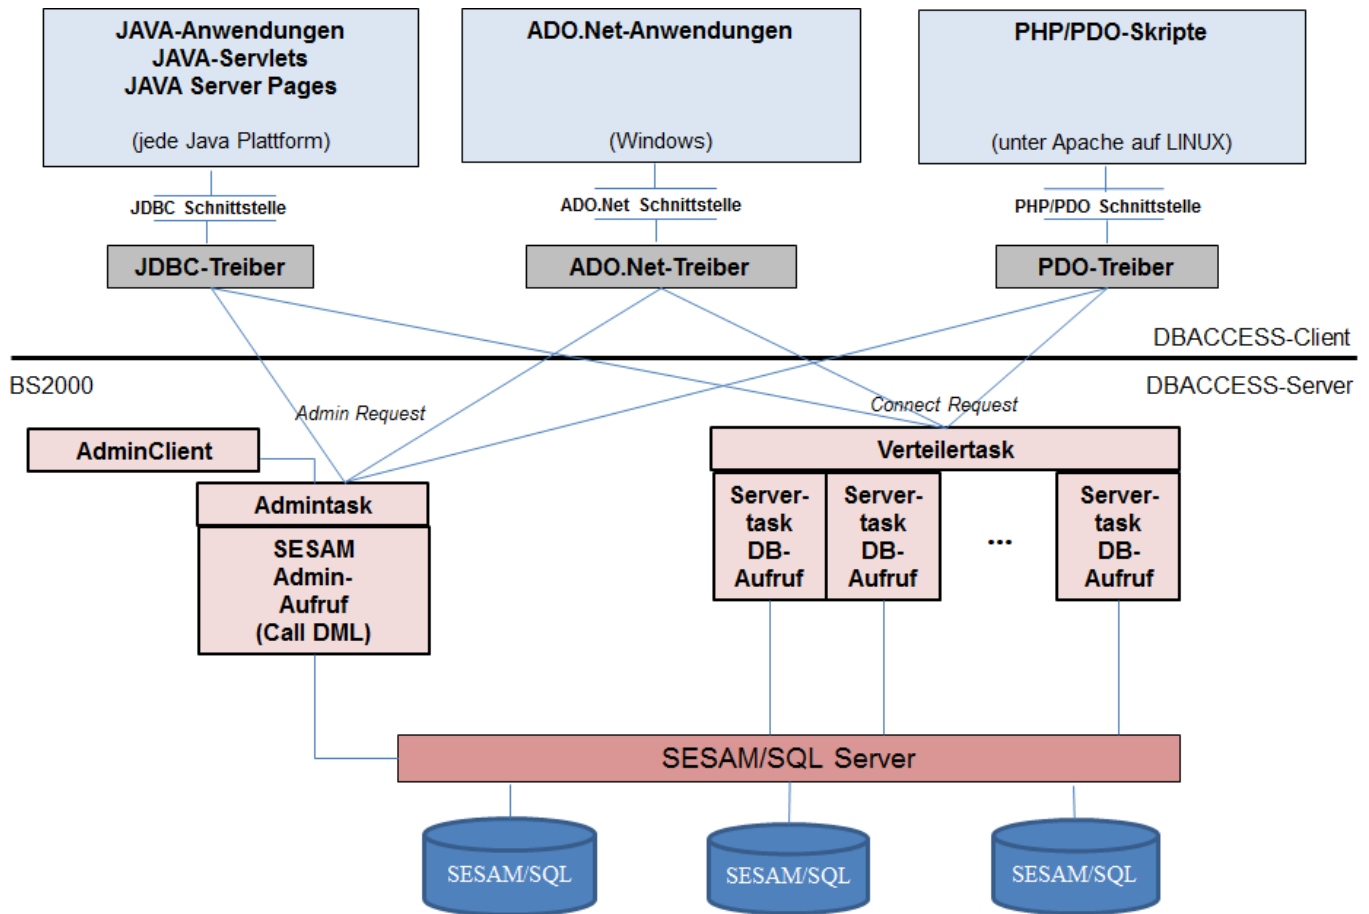 JAVA-Anwendungen
JAVA-Servlets
JAVA Server Pages
(jede Java Plattform)
ADO.Net-Anwendungen
(Windows)
PHP/PDO-Skripte
(unter Apache auf LINUX)
JDBC Schnittstelle
ADO.Net Schnittstelle
PHP/PDO Schnittstelle
JDBC-Treiber
ADO.Net-Treiber
PDO-Treiber
DBACCESS-Client
BS2000
DBACCESS-Server
Admin Request
Connect Request
AdminClient
Verteilertask
Admintask
SESAM
Admin-
Aufruf
(Call DML)
Server-
task
DB-
Aufruf
Server-
task
DB-
Aufruf
...
Server-
task
DB-
Aufruf
SESAM/SQL Server
SESAM/SQL
SESAM/SQL
SESAM/SQL